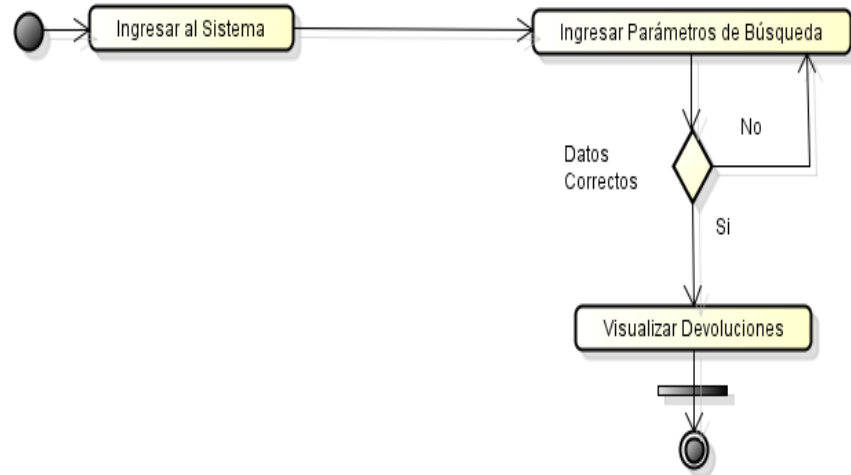 Ingresar al Sistema
Ingresar Parámetros de Búsqueda
Datos
Correctos
No
Si
Visualizar Devoluciones